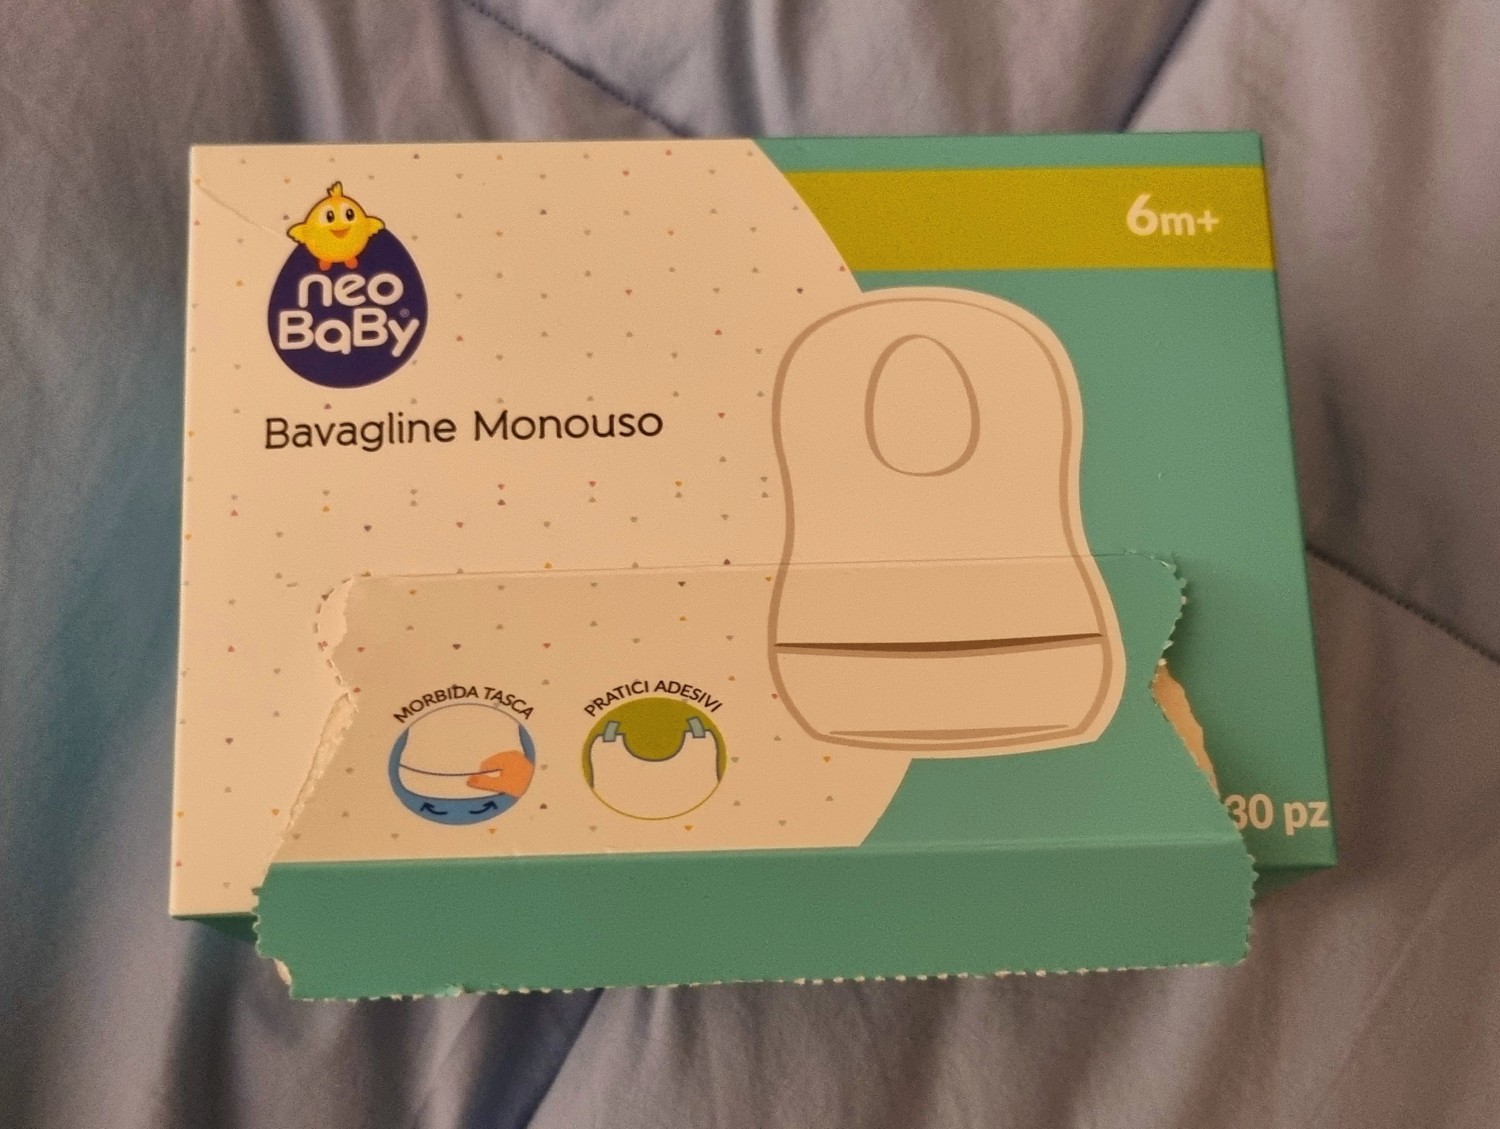 6m+
neo
BaBy®
Bavagline Monouso
MORBIDA TASCA
PRATICI ADESIVI
30 pz